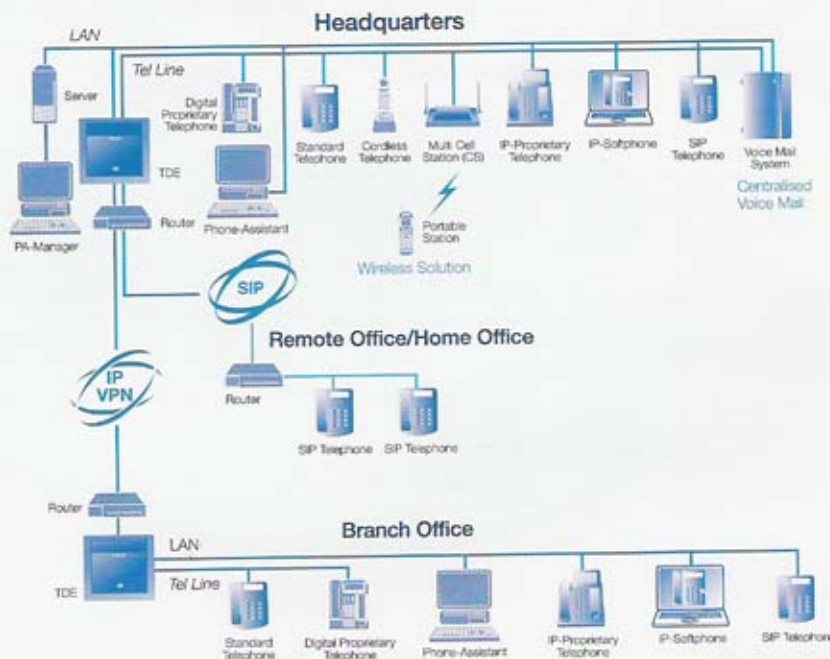 Headquarters
LAN
Tel Line
Server
Digital
Proprietary
Telephone
Standard
Telephone
Cordless
Telephone
Multi Cell
Station (CS)
IP-Proprietary
Telephone
IP-Softphone
SIP
Telephone
Voice Mail
System
Centralised
Voice Mail
TDE
Router
PA-Manager
Phone-Assistant
Portable
Station
Wireless Solution
SIP
Remote Office/Home Office
Router
SIP Telephone
SIP Telephone
IP
VPN
Router
Branch Office
LAN
Tel Line
TDE
Standard
Telephone
Digital Proprietary
Telephone
Phone-Assistant
IP-Proprietary
Telephone
IP-Softphone
SIP Telephon